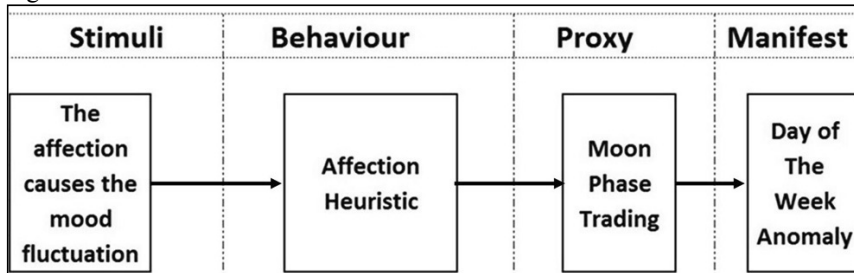 Stimuli Behaviour Proxy Manifest
The
affection
causes the
mood
fluctuation
Affection
Heuristic
Moon
Phase
Trading
Day of
The
Week
Anomaly